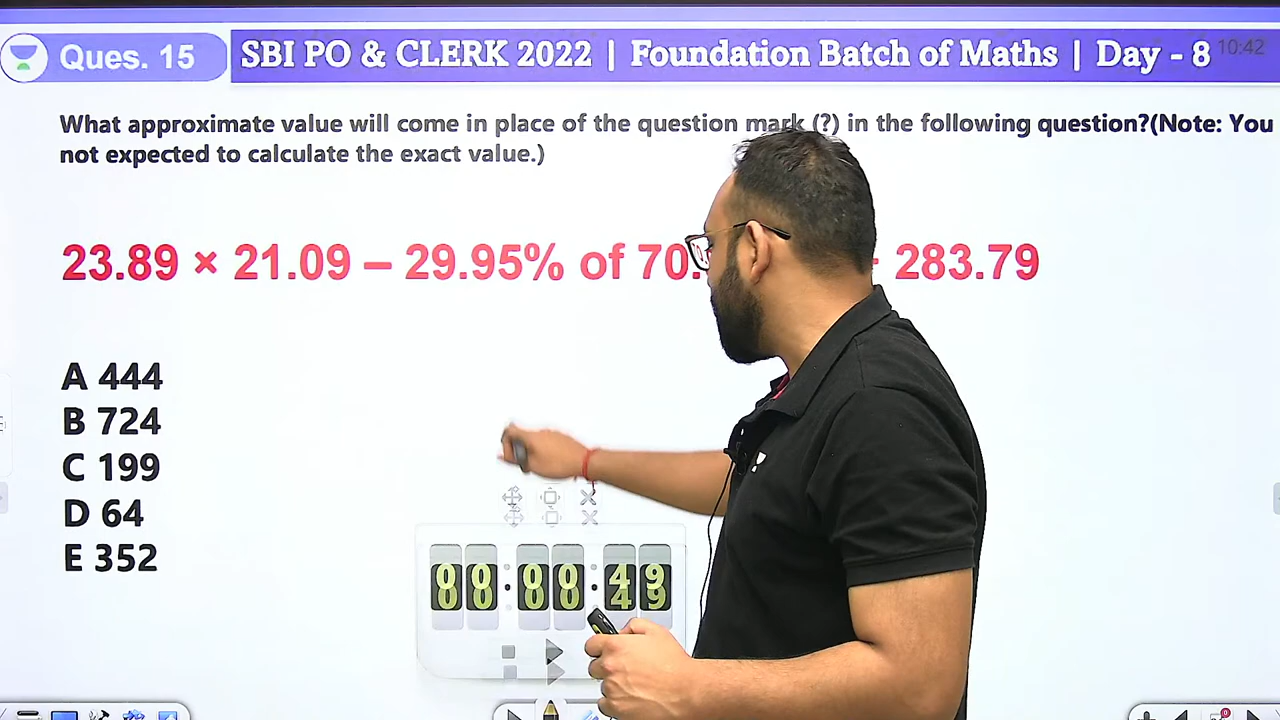 Ques. 15
SBI PO & CLERK 2022 | Foundation Batch of Maths | Day - 8
10:42
What approximate value will come in place of the question mark (?) in the following question?(Note: You
not expected to calculate the exact value.)
23.89 × 21.09 – 29.95% of 70. 283.79
A 444
B 724
C 199
D 64
E 352
00:00:49